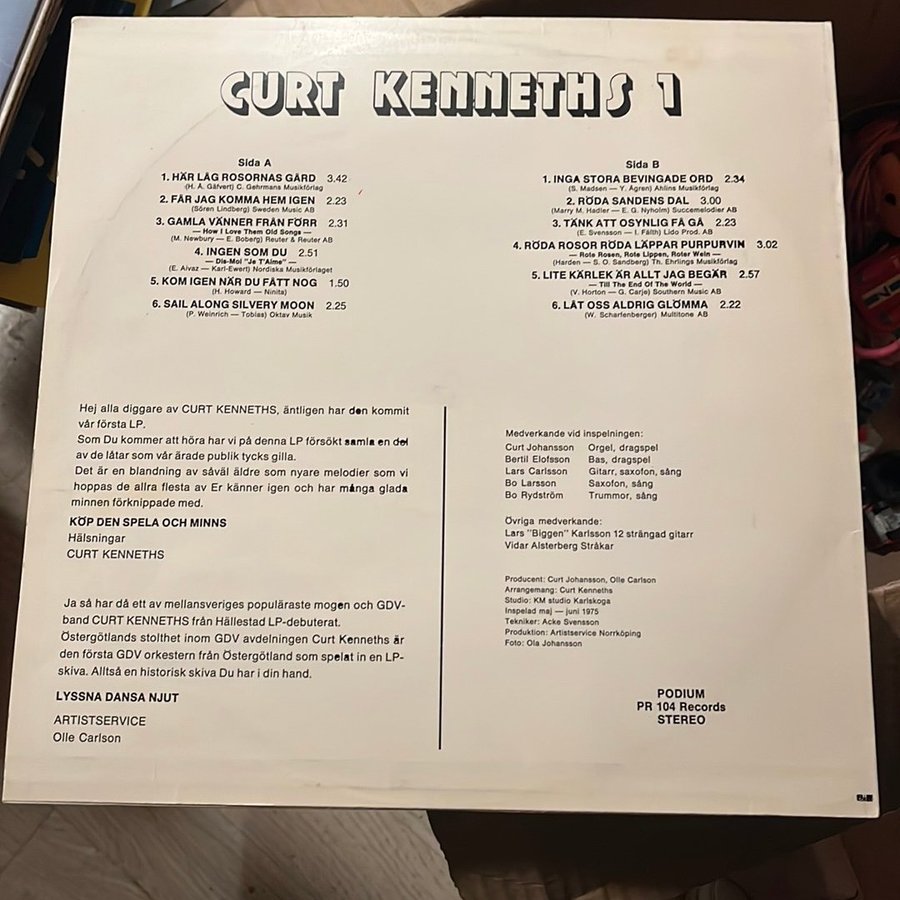 CURT KENNETHS 1
Sida A
1. HÄR LÅG ROSORNAS GÅRD 3.42
(H. A. Gäfvert) C. Gehrmans Musikförlag
2. FÅR JAG KOMMA HEM IGEN 2.23
(Sören Lindberg) Sweden Music AB
3. GAMLA VÄNNER FRÅN FÖRR 2.31
— How I Love Them Old Songs —
(M. Newbury — E. Boberg) Reuter & Reuter AB
4. INGEN SOM DU 2.51
— Dis-Moi "Je T'Aime" —
(E. Aivaz — Karl-Ewert) Nordiska Musikförlaget
5. KOM IGEN NÄR DU FÅTT NOG 1.50
(H. Howard — Ninita)
6. SAIL ALONG SILVERY MOON 2.25
(P. Weinrich — Tobias) Oktav Musik
Sida B
1. INGA STORA BEVINGADE ORD 2.34
(S. Madsen — Y. Ågren) Ahlins Musikförlag
2. RÖDA SANDENS DAL 3.00
(Marry M. Hadler — E. G. Nyholm) Succemelodier AB
3. TÄNK ATT OSYNLIG FÅ GÅ 2.23
(E. Svensson — I. Fälth) Lido Prod. AB
4. RÖDA ROSOR RÖDA LÄPPAR PURPURVIN 3.02
— Rote Rosen, Rote Lippen, Roter Wein —
(Harden — S. O. Sandberg) Th. Ehrlings Musikförlag
5. LITE KÄRLEK ÄR ALLT JAG BEGÄR 2.57
— Till The End Of The World —
(V. Horton — G. Carje) Southern Music AB
6. LÅT OSS ALDRIG GLÖMMA 2.22
(W. Scharfenberger) Multitone AB
Hej alla diggare av CURT KENNETHS, äntligen har den kommit
vår första LP.
Som Du kommer att höra har vi på denna LP försökt samla en del
av de låtar som vår ärade publik tycks gilla.
Det är en blandning av såväl äldre som nyare melodier som vi
hoppas de allra flesta av Er känner igen och har många glada
minnen förknippade med.
KÖP DEN SPELA OCH MINNS
Hälsningar
CURT KENNETHS
Ja så har då ett av mellansveriges populäraste mogen och GDV-
band CURT KENNETHS från Hällestad LP-debuterat.
Östergötlands stolthet inom GDV avdelningen Curt Kenneths är
den första GDV orkestern från Östergötland som spelat in en LP-
skiva. Alltså en historisk skiva Du har i din hand.
LYSSNA DANSA NJUT
ARTISTSERVICE
Olle Carlson
Medverkande vid inspelningen:
Curt Johansson Orgel, dragspel
Bertil Elofsson Bas, dragspel
Lars Carlsson Gitarr, saxofon, sång
Bo Larsson Saxofon, sång
Bo Rydström Trummor, sång
Övriga medverkande:
Lars "Biggen" Karlsson 12 strängad gitarr
Vidar Alsterberg Stråkar
Producent: Curt Johansson, Olle Carlson
Arrangemang: Curt Kenneths
Studio: KM studio Karlskoga
Inspelad maj — juni 1975
Tekniker: Acke Svensson
Produktion: Artistservice Norrköping
Foto: Ola Johansson
PODIUM
PR 104 Records
STEREO